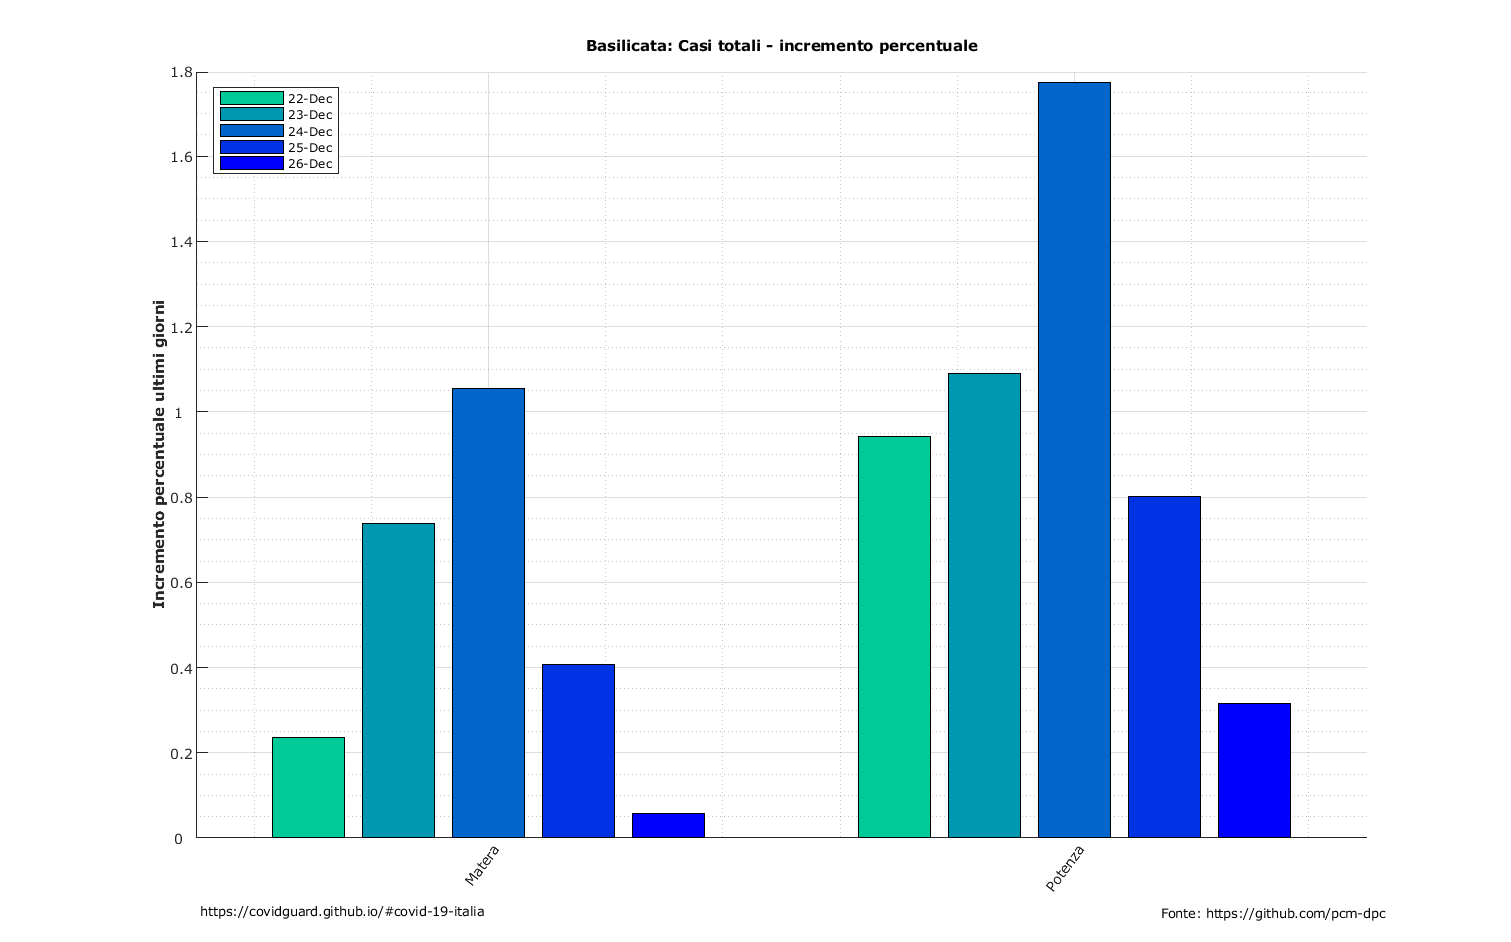 Basilicata: Casi totali - incremento percentuale
1.8
1.6
1.4
1.2
1
0.8
0.6
0.4
0.2
0
Incremento percentuale ultimi giorni
22-Dec
23-Dec
24-Dec
25-Dec
26-Dec
Matera
Potenza
https://covidguard.github.io/#covid-19-italia
Fonte: https://github.com/pcm-dpc